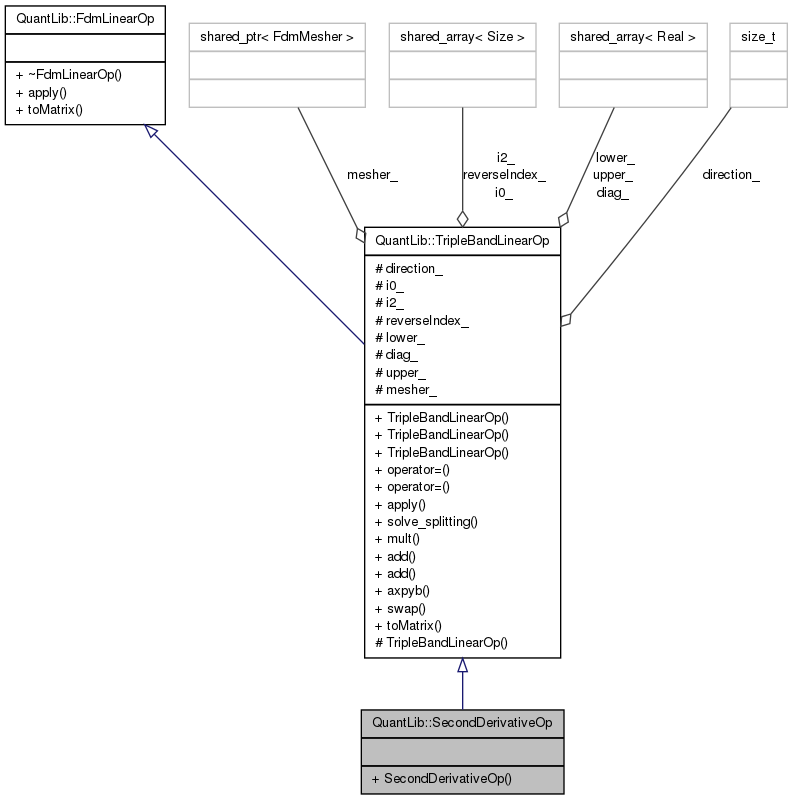 QuantLib::FdmLinearOp
+ ~FdmLinearOp()
+ apply()
+ toMatrix()
shared_ptr< FdmMesher >
shared_array< Size >
shared_array< Real >
size_t
mesher_
i2_
reverseIndex_
i0_
lower_
upper_
diag_
direction_
QuantLib::TripleBandLinearOp
# direction_
# i0_
# i2_
# reverseIndex_
# lower_
# diag_
# upper_
# mesher_
+ TripleBandLinearOp()
+ TripleBandLinearOp()
+ TripleBandLinearOp()
+ operator=()
+ operator=()
+ apply()
+ solve_splitting()
+ mult()
+ add()
+ add()
+ axpyb()
+ swap()
+ toMatrix()
# TripleBandLinearOp()
QuantLib::SecondDerivativeOp
+ SecondDerivativeOp()